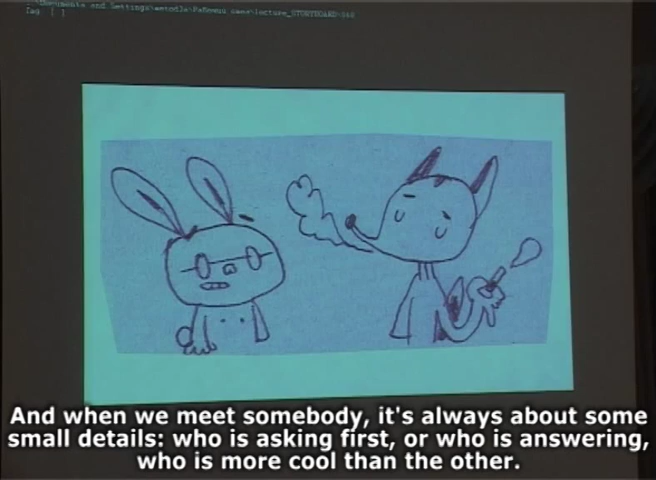 And when we meet somebody, it's always about some
small details: who is asking first, or who is answering,
who is more cool than the other.